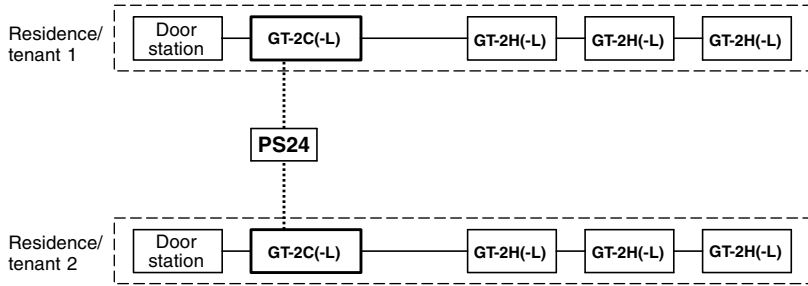 Residence/
tenant 1
Door
station
GT-2C(-L)
GT-2H(-L)
GT-2H(-L)
GT-2H(-L)
PS24
Residence/
tenant 2
Door
station
GT-2C(-L)
GT-2H(-L)
GT-2H(-L)
GT-2H(-L)